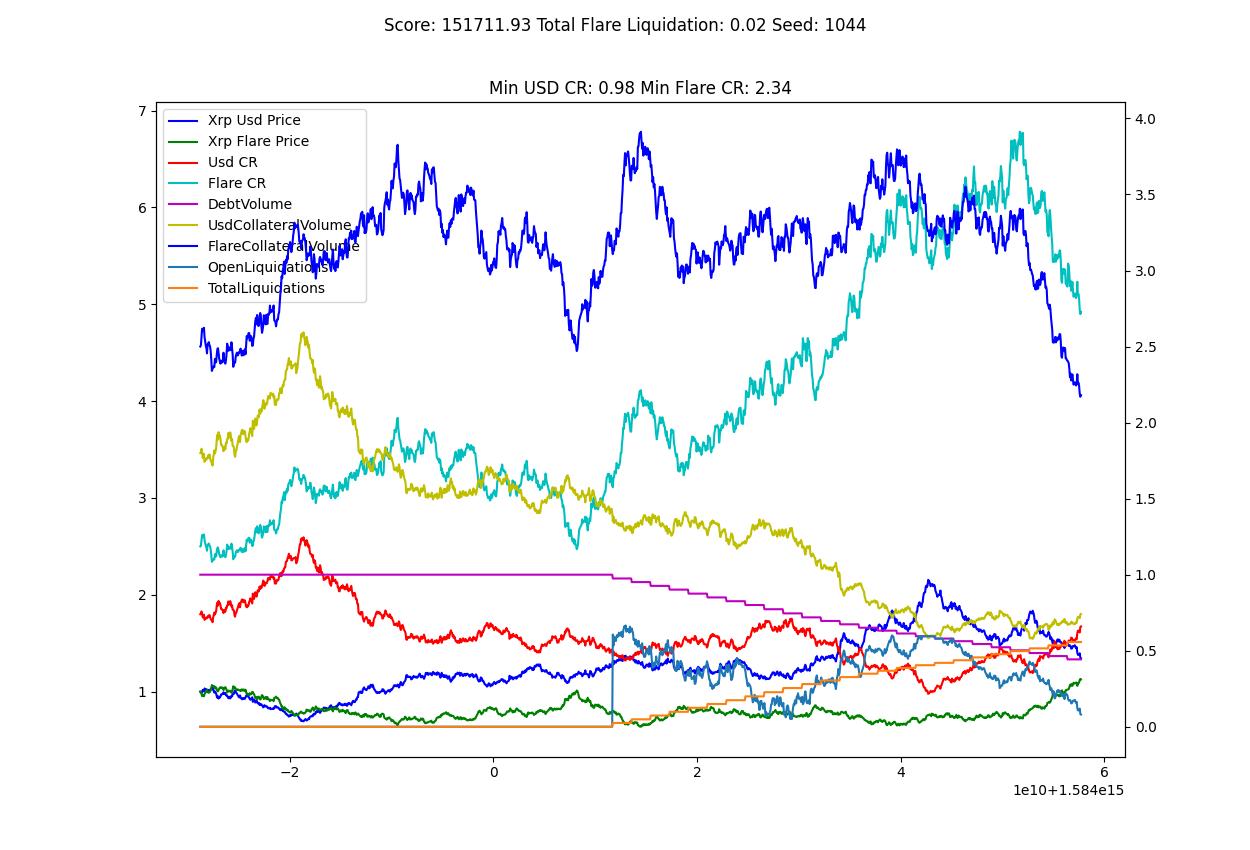 Score: 151711.93 Total Flare Liquidation: 0.02 Seed: 1044
Min USD CR: 0.98 Min Flare CR: 2.34
Xrp Usd Price
Xrp Flare Price
Usd CR
Flare CR
DebtVolume
UsdCollateralVolume
FlareCollateralVolume
OpenLiquidations
TotalLiquidations
7
6
5
4
3
2
1
4.0
3.5
3.0
2.5
2.0
1.5
1.0
0.5
0.0
−2
0
2
4
6
1e10+1.584e15